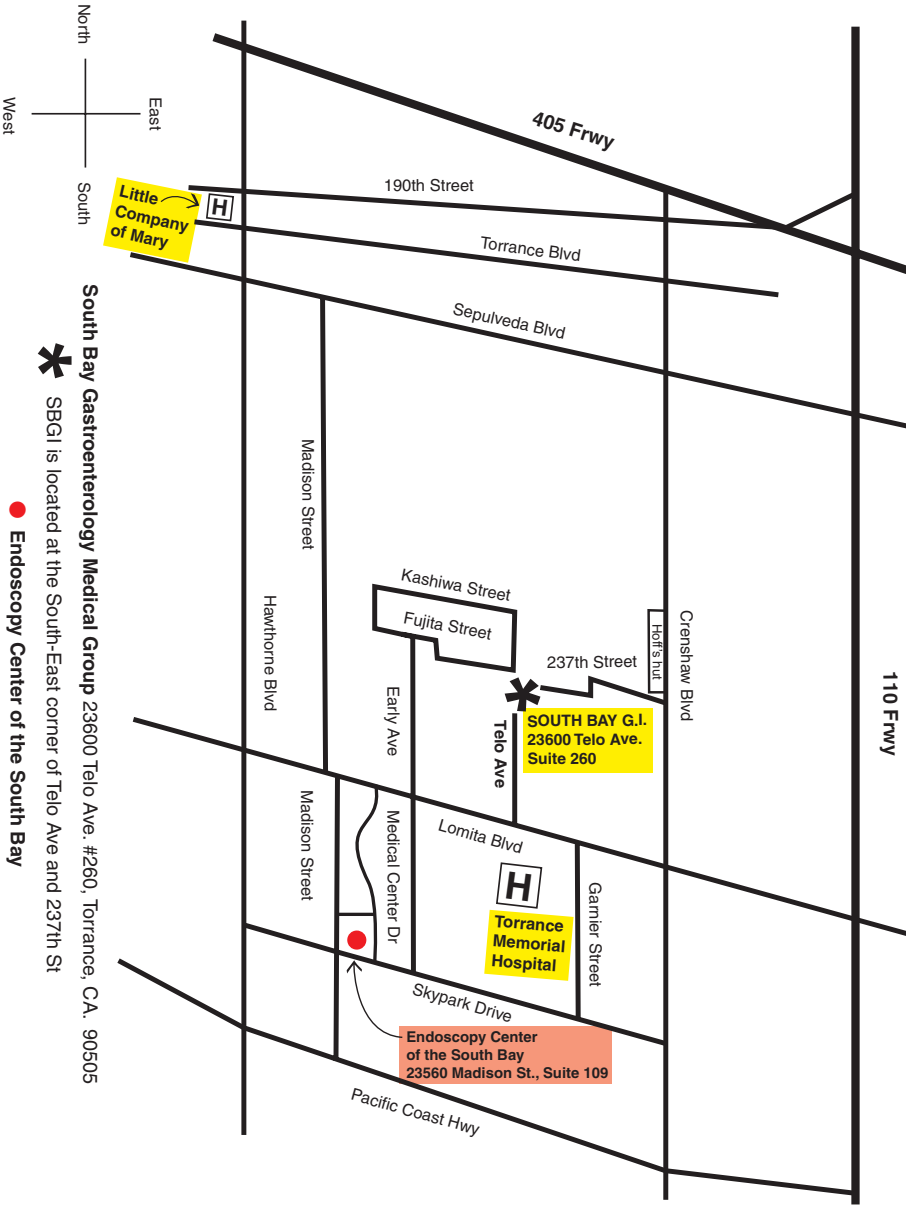 North
East
South
West
405 Frwy
190th Street
H
Little
Company
of Mary
Torrance Blvd
Sepulveda Blvd
Madison Street
Hawthorne Blvd
Kashiwa Street
Fujita Street
Early Ave
237th Street
Hoff's hut
Crenshaw Blvd
110 Frwy
SOUTH BAY G.I.
23600 Telo Ave.
Suite 260
Telo Ave
Lomita Blvd
Madison Street
Medical Center Dr
H
Torrance
Memorial
Hospital
Garnier Street
Skypark Drive
Endoscopy Center
of the South Bay
23560 Madison St., Suite 109
Pacific Coast Hwy
South Bay Gastroenterology Medical Group 23600 Telo Ave. #260, Torrance, CA. 90505
* SBGI is located at the South-East corner of Telo Ave and 237th St
Endoscopy Center of the South Bay